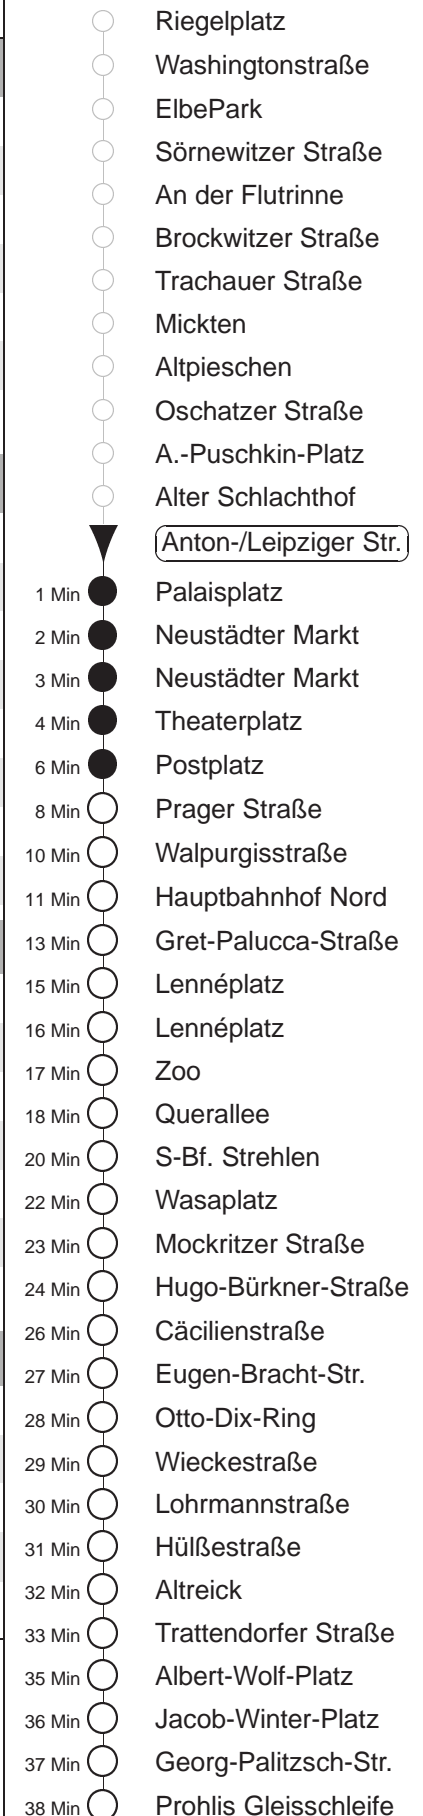 Riegelplatz
Washingtonstraße
ElbePark
Sörnewitzer Straße
An der Flutrinne
Brockwitzer Straße
Trachauer Straße
Mickten
Altpieschen
Oschatzer Straße
A.-Puschkin-Platz
Alter Schlachthof
Anton-/Leipziger Str.
1 Min Palaisplatz
2 Min Neustädter Markt
3 Min Neustädter Markt
4 Min Theaterplatz
6 Min Postplatz
8 Min Prager Straße
10 Min Walpurgisstraße
11 Min Hauptbahnhof Nord
13 Min Gret-Palucca-Straße
15 Min Lennéplatz
16 Min Lennéplatz
17 Min Zoo
18 Min Querallee
20 Min S-Bf. Strehlen
22 Min Wasaplatz
23 Min Mockritzer Straße
24 Min Hugo-Bürkner-Straße
26 Min Cäcilienstraße
27 Min Eugen-Bracht-Str.
28 Min Otto-Dix-Ring
29 Min Wieckestraße
30 Min Lohrmannstraße
31 Min Hülßestraße
32 Min Altreick
33 Min Trattendorfer Straße
35 Min Albert-Wolf-Platz
36 Min Jacob-Winter-Platz
37 Min Georg-Palitzsch-Str.
38 Min Prohlis Gleisschleife